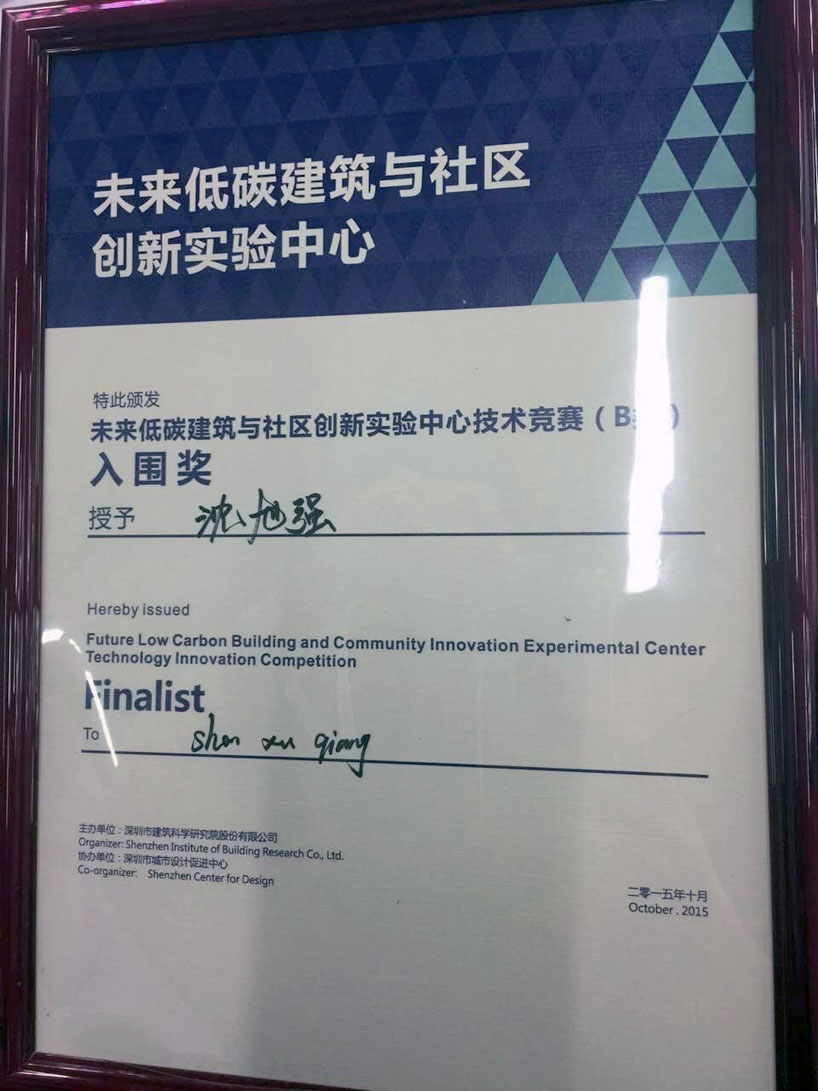 未来低碳建筑与社区
创新实验中心
特此颁发
未来低碳建筑与社区创新实验中心技术竞赛（B类）
入围奖
授予 沈旭强
Hereby issued
Future Low Carbon Building and Community Innovation Experimental Center
Technology Innovation Competition
Finalist
To shen xu qiang
主办单位：深圳市建筑科学研究院股份有限公司
Organizer: Shenzhen Institute of Building Research Co., Ltd.
协办单位：深圳市城市设计促进中心
Co-organizer: Shenzhen Center for Design
二零一五年十月
October . 2015